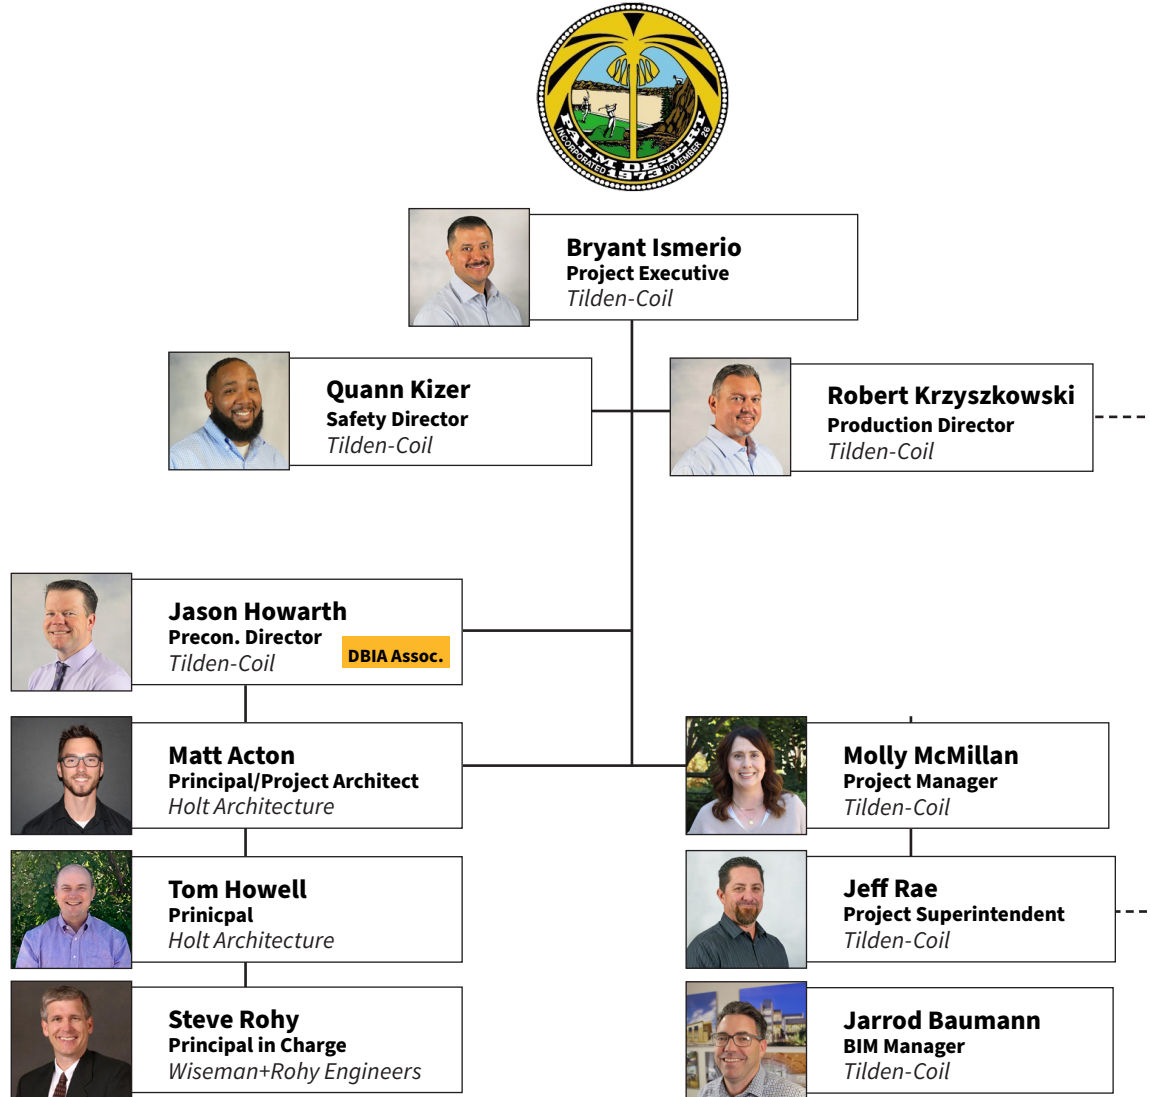 PALM DESERT
INCORPORATED 1973 NOVEMBER 26
Bryant Ismerio
Project Executive
Tilden-Coil
Quann Kizer
Safety Director
Tilden-Coil
Robert Krzyszkowski
Production Director
Tilden-Coil
Jason Howarth
Precon. Director
Tilden-Coil
DBIA Assoc.
Matt Acton
Principal/Project Architect
Holt Architecture
Molly McMillan
Project Manager
Tilden-Coil
Tom Howell
Prinicpal
Holt Architecture
Jeff Rae
Project Superintendent
Tilden-Coil
Steve Rohy
Principal in Charge
Wiseman+Rohy Engineers
Jarrod Baumann
BIM Manager
Tilden-Coil